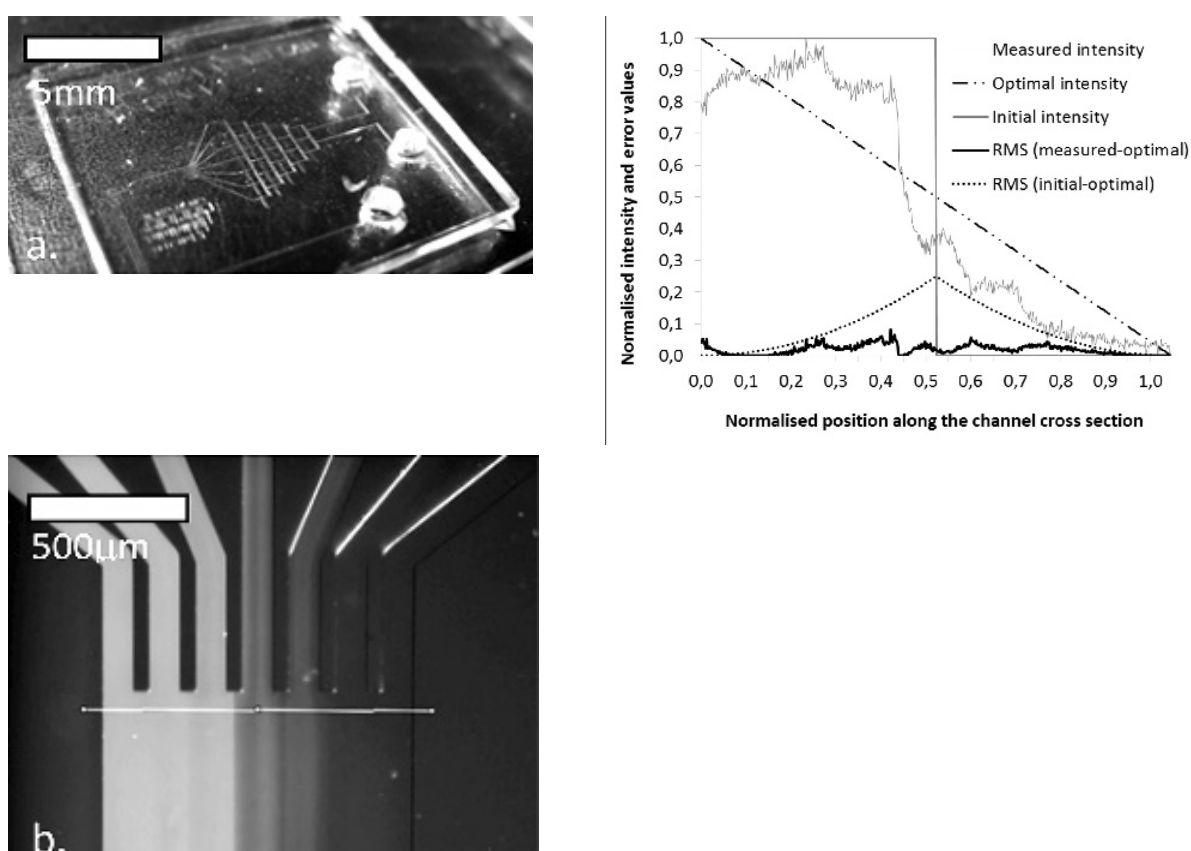 5mm
a.
Normalised intensity and error values
1,0
0,9
0,8
0,7
0,6
0,5
0,4
0,3
0,2
0,1
0,0
Measured intensity
Optimal intensity
Initial intensity
RMS (measured-optimal)
RMS (initial-optimal)
0,0 0,1 0,2 0,3 0,4 0,5 0,6 0,7 0,8 0,9 1,0
Normalised position along the channel cross section
500µm
b.